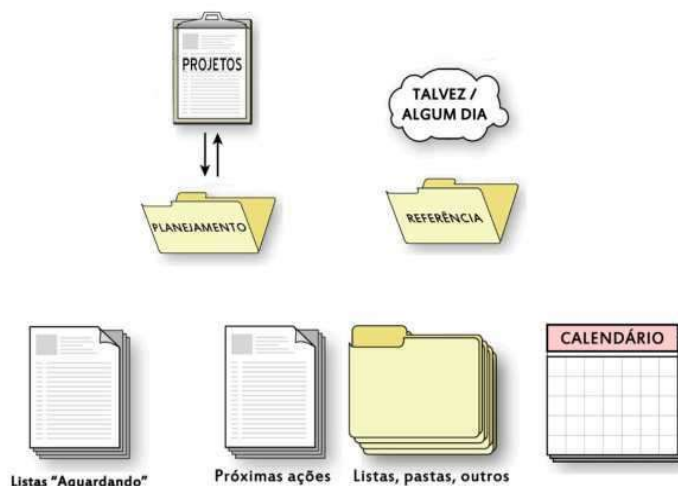 PROJETOS
TALVEZ /
ALGUM DIA
PLANEJAMENTO
REFERÊNCIA
CALENDÁRIO
Listas "Aguardando"
Próximas ações
Listas, pastas, outros